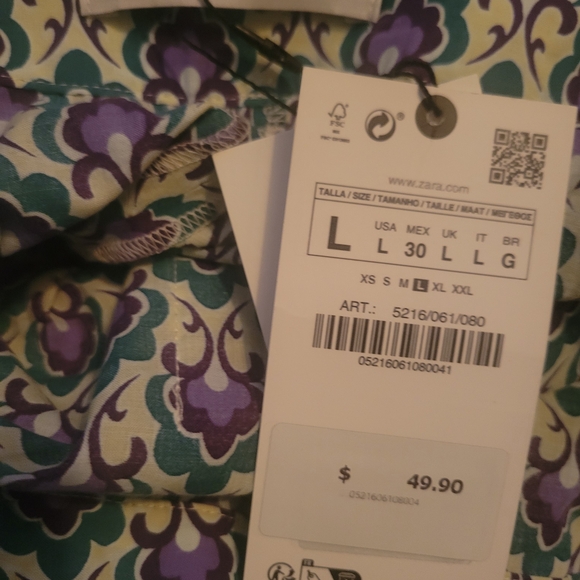 FSC
®
www.zara.com
TALLA / SIZE / TAMANHO / TAILLE / MAAT / ΜΕΓΕΘΟΣ
L
USA MEX UK IT BR
L 30 L L G
XS S M L XL XXL
ART.: 5216/061/080
05216061080041
$ 49.90